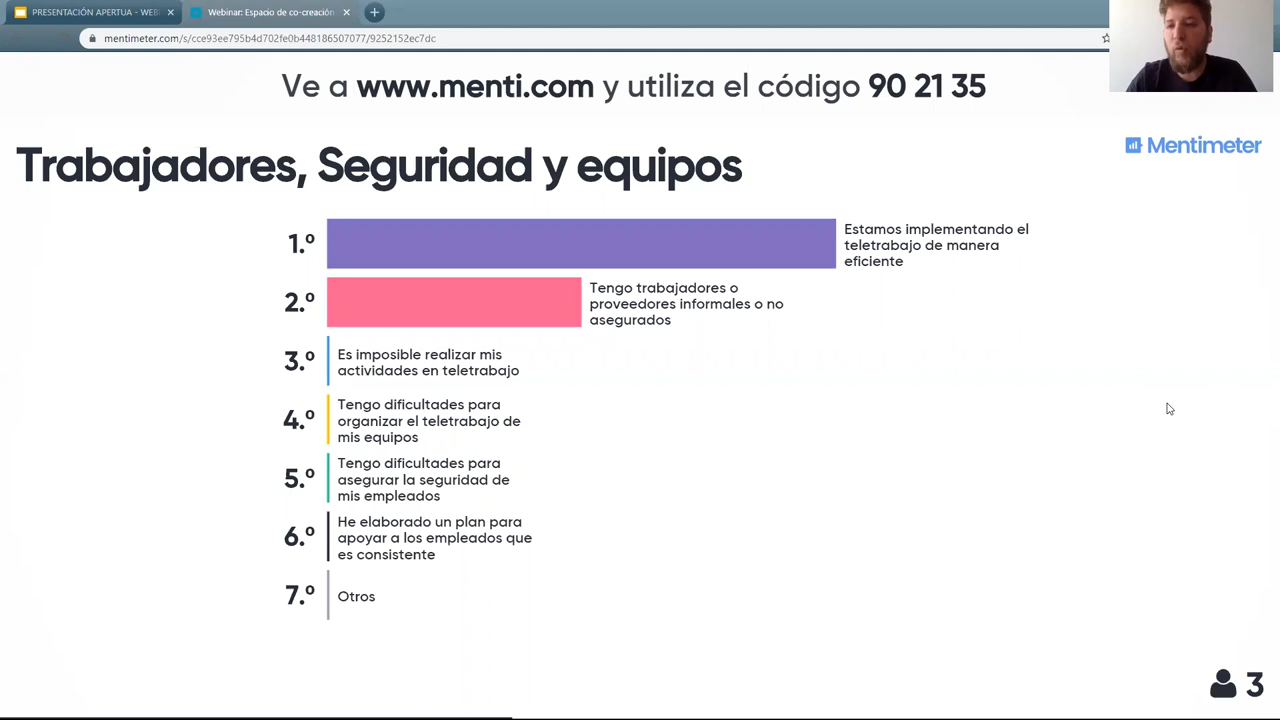 PRESENTACIÓN APERTUA - WEB
Webinar: Espacio de co-creación
mentimeter.com/s/cce93ee795b4d702fe0b448186507077/9252152ec7dc
Ve a www.menti.com y utiliza el código 90 21 35
Mentimeter
Trabajadores, Seguridad y equipos
1.º
Estamos implementando el
teletrabajo de manera
eficiente
2.º
Tengo trabajadores o
proveedores informales o no
asegurados
3.º
Es imposible realizar mis
actividades en teletrabajo
4.º
Tengo dificultades para
organizar el teletrabajo de
mis equipos
5.º
Tengo dificultades para
asegurar la seguridad de
mis empleados
6.º
He elaborado un plan para
apoyar a los empleados que
es consistente
7.º
Otros
3